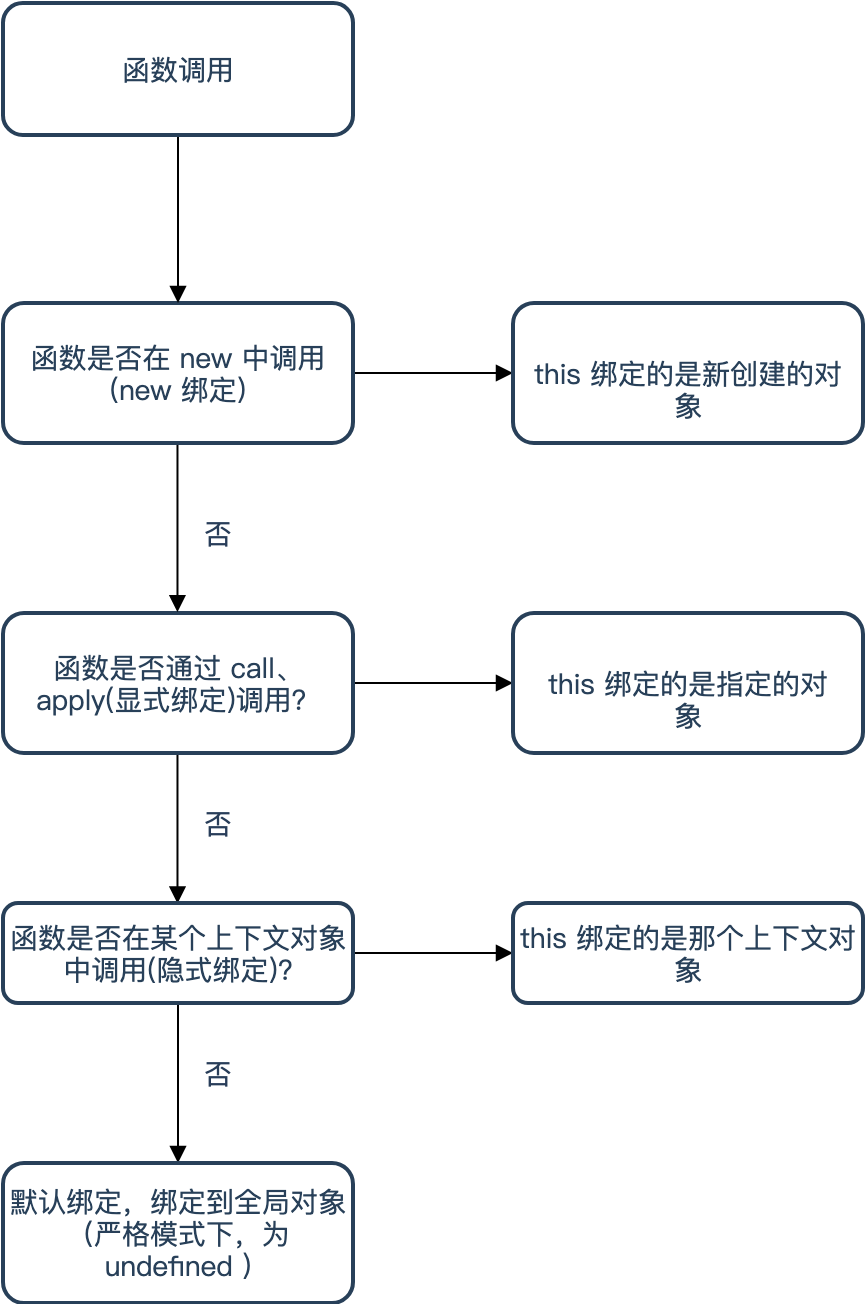 函数调用
函数是否在 new 中调用
(new 绑定)
this 绑定的是新创建的对
象
否
函数是否通过 call、
apply(显式绑定)调用？
this 绑定的是指定的对
象
否
函数是否在某个上下文对象
中调用(隐式绑定)?
this 绑定的是那个上下文对
象
否
默认绑定，绑定到全局对象
（严格模式下，为
undefined ）